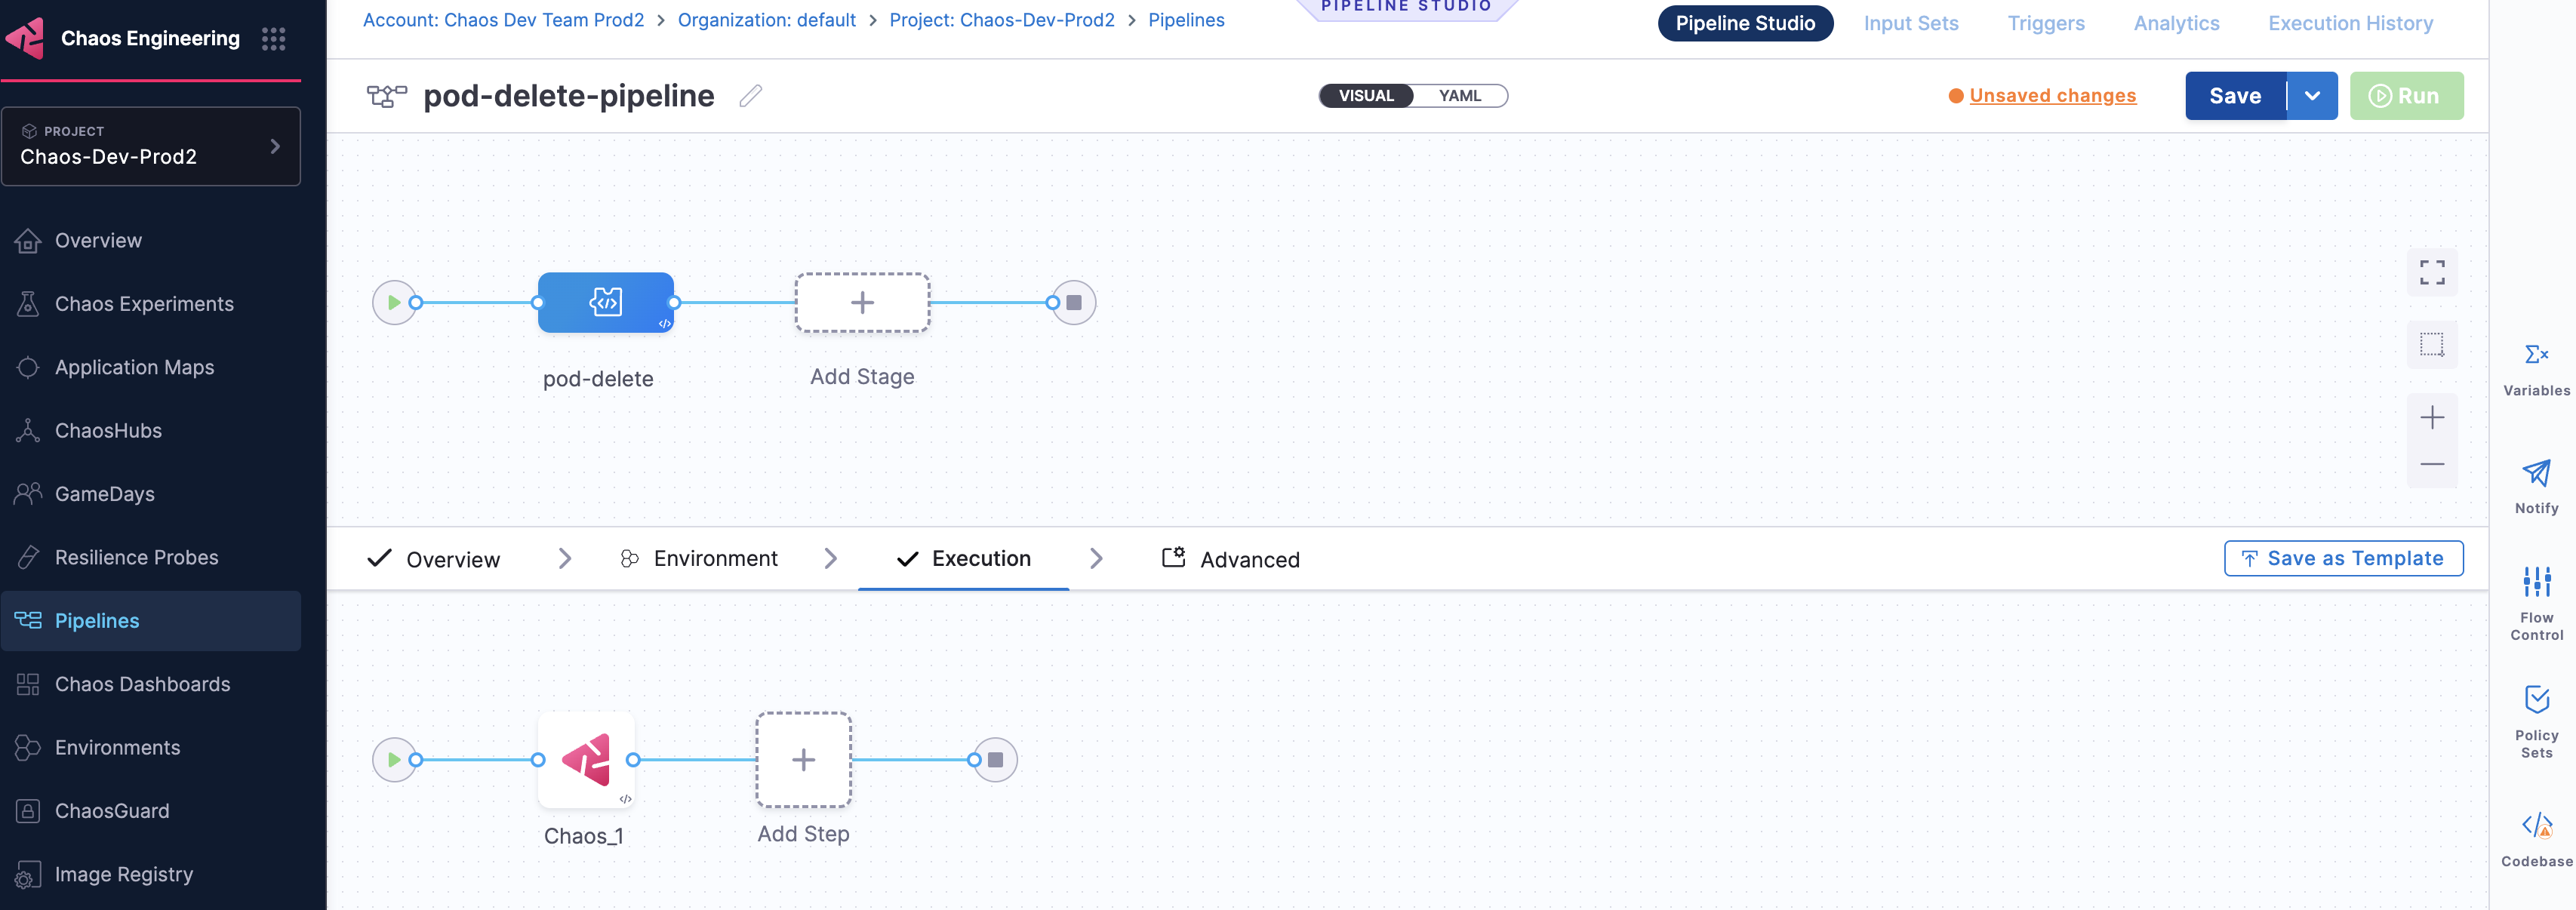 Chaos Engineering
PROJECT
Chaos-Dev-Prod2
Overview
Chaos Experiments
Application Maps
ChaosHubs
GameDays
Resilience Probes
Pipelines
Chaos Dashboards
Environments
ChaosGuard
Image Registry
Account: Chaos Dev Team Prod2 > Organization: default > Project: Chaos-Dev-Prod2 > Pipelines
PIPELINE STUDIO
Pipeline Studio Input Sets Triggers Analytics Execution History
pod-delete-pipeline
VISUAL YAML
Unsaved changes
Save
Run
</>
pod-delete
Add Stage
Overview > Environment > Execution > Advanced
Save as Template
</>
Chaos_1
Add Step
Variables
Notify
Flow
Control
Policy
Sets
Codebase